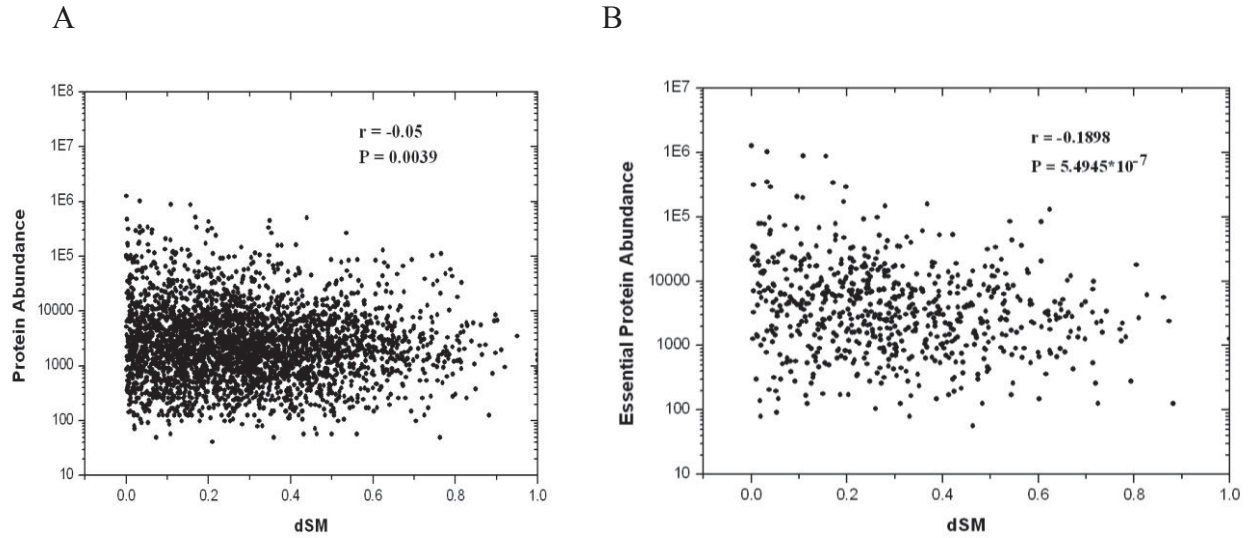 A
B
1E8
1E7
1E6
1E5
10000
1000
100
10
Protein Abundance
r = -0.05
P = 0.0039
0.0 0.2 0.4 0.6 0.8 1.0
dSM
1E7
1E6
1E5
10000
1000
100
10
Essential Protein Abundance
r = -0.1898
P = 5.4945*10⁻⁷
0.0 0.2 0.4 0.6 0.8 1.0
dSM